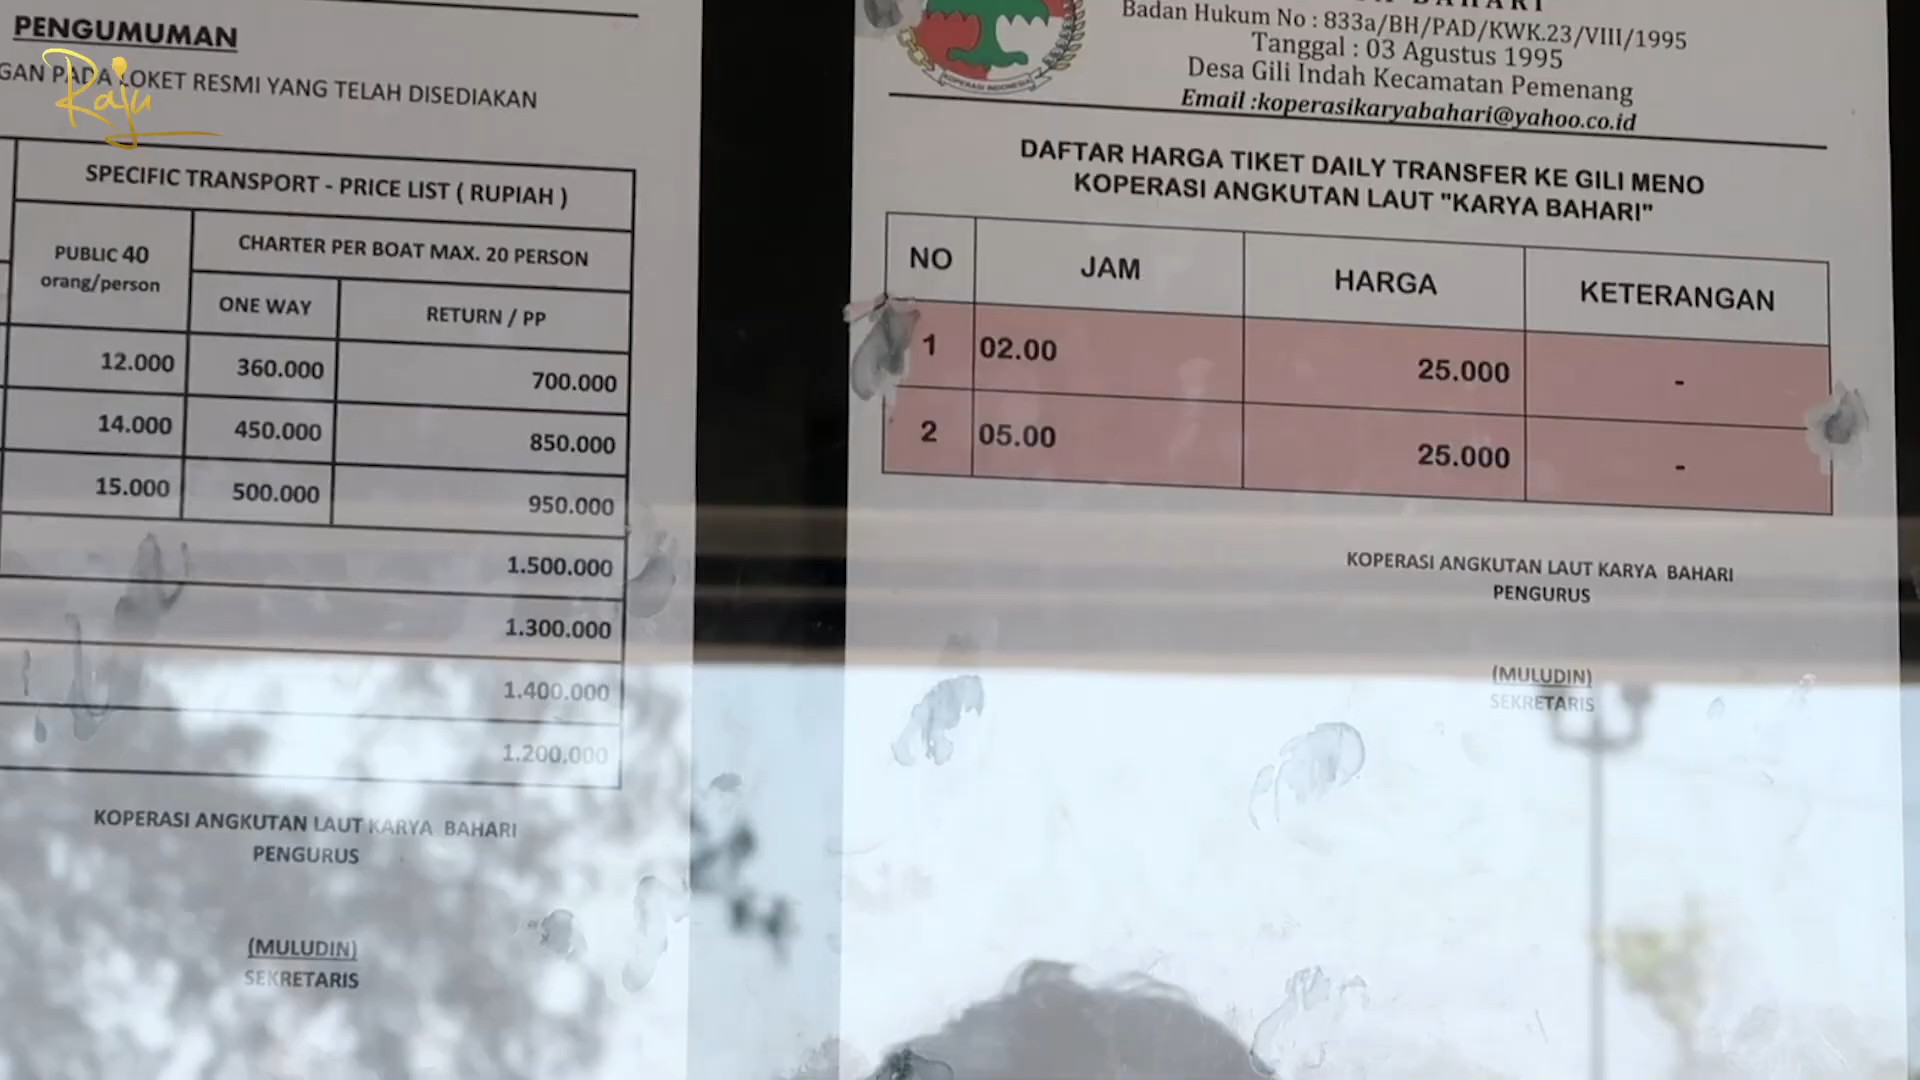 PENGUMUMAN
GAN PADA LOKET RESMI YANG TELAH DISEDIAKAN
Raju
SPECIFIC TRANSPORT - PRICE LIST ( RUPIAH )
PUBLIC 40
orang/person
CHARTER PER BOAT MAX. 20 PERSON
ONE WAY
RETURN / PP
12.000 360.000 700.000
14.000 450.000 850.000
15.000 500.000 950.000
1.500.000
1.300.000
1.400.000
1.200.000
KOPERASI ANGKUTAN LAUT KARYA BAHARI
PENGURUS
(MULUDIN)
SEKRETARIS
BAHARI
Badan Hukum No : 833a/BH/PAD/KWK.23/VIII/1995
Tanggal : 03 Agustus 1995
Desa Gili Indah Kecamatan Pemenang
Email :koperasikaryabahari@yahoo.co.id
KOPERASI INDONESIA
DAFTAR HARGA TIKET DAILY TRANSFER KE GILI MENO
KOPERASI ANGKUTAN LAUT "KARYA BAHARI"
NO JAM HARGA KETERANGAN
1 02.00 25.000 -
2 05.00 25.000 -
KOPERASI ANGKUTAN LAUT KARYA BAHARI
PENGURUS
(MULUDIN)
SEKRETARIS